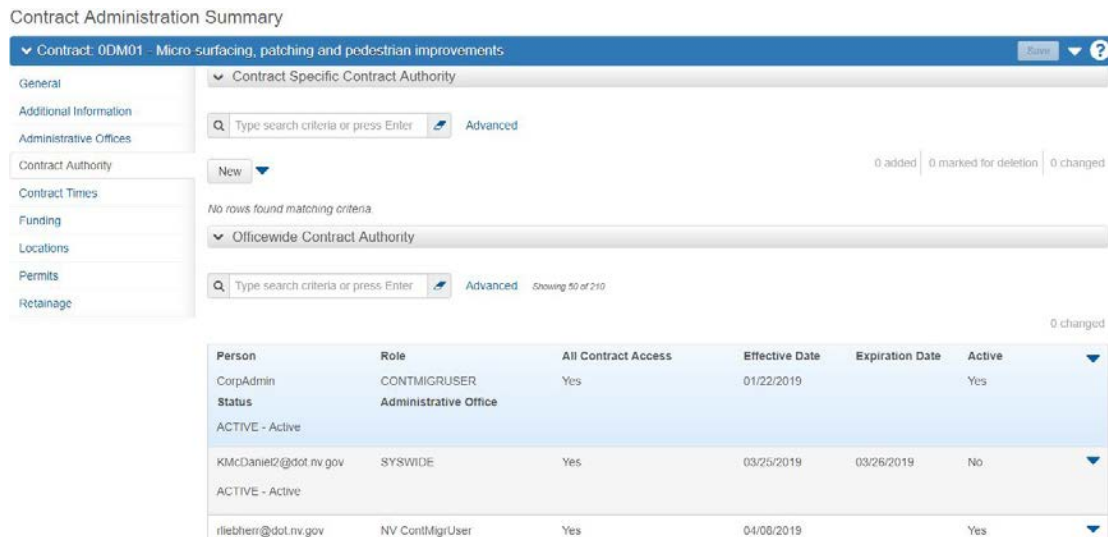 Contract Administration Summary
Contract: 0DM01 - Micro-surfacing, patching and pedestrian improvements Save ?
General
Additional Information
Administrative Offices
Contract Authority
Contract Times
Funding
Locations
Permits
Retainage
Contract Specific Contract Authority
Type search criteria or press Enter Advanced
New 0 added 0 marked for deletion 0 changed
No rows found matching criteria.
Officewide Contract Authority
Type search criteria or press Enter Advanced Showing 50 of 210
0 changed
Person Role All Contract Access Effective Date Expiration Date Active
CorpAdmin CONTMIGRUSER Yes 01/22/2019 Yes
Status Administrative Office
ACTIVE - Active
KMcDaniel2@dot.nv.gov SYSWIDE Yes 03/25/2019 03/26/2019 No
ACTIVE - Active
rliebherr@dot.nv.gov NV ContMigrUser Yes 04/08/2019 Yes